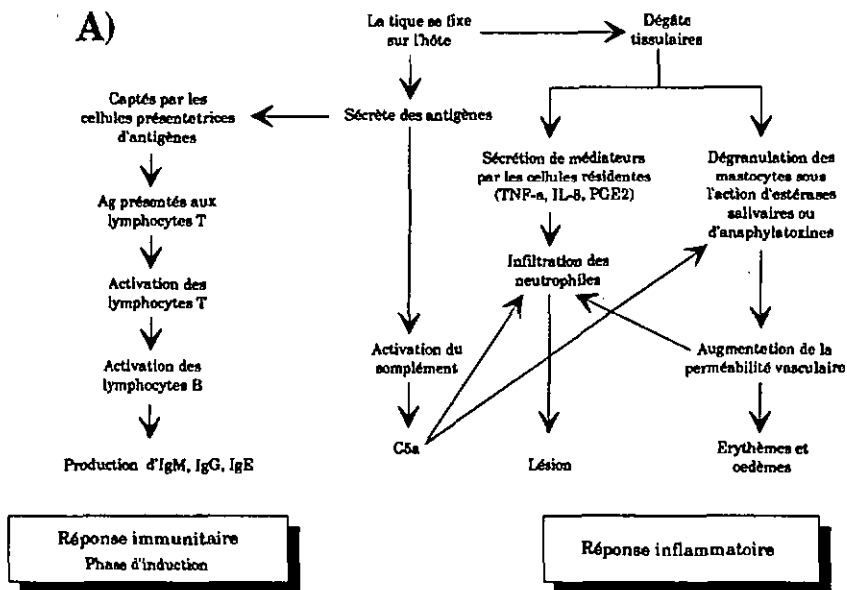 A)
La tique se fixe
sur l'hôte
Dégâts
tissulaires
Captés par les
cellules présentetrices
d'antigènes
Sécrète des antigènes
Sécrétion de médiateurs
par les cellules résidentes
(TNF-a, IL-8, PGE2)
Dégranulation des
mastocytes sous
l'action d'estérases
salivaires ou
d'anaphylatoxines
Ag présentés aux
lymphocytes T
Infiltration des
neutrophiles
Activation des
lymphocytes T
Activation du
complément
Augmentation de la
perméabilité vasculaire
Activation des
lymphocytes B
C5a
Lésion
Erythèmes et
oedèmes
Production d'IgM, IgG, IgE
Réponse immunitaire
Phase d'induction
Réponse inflammatoire